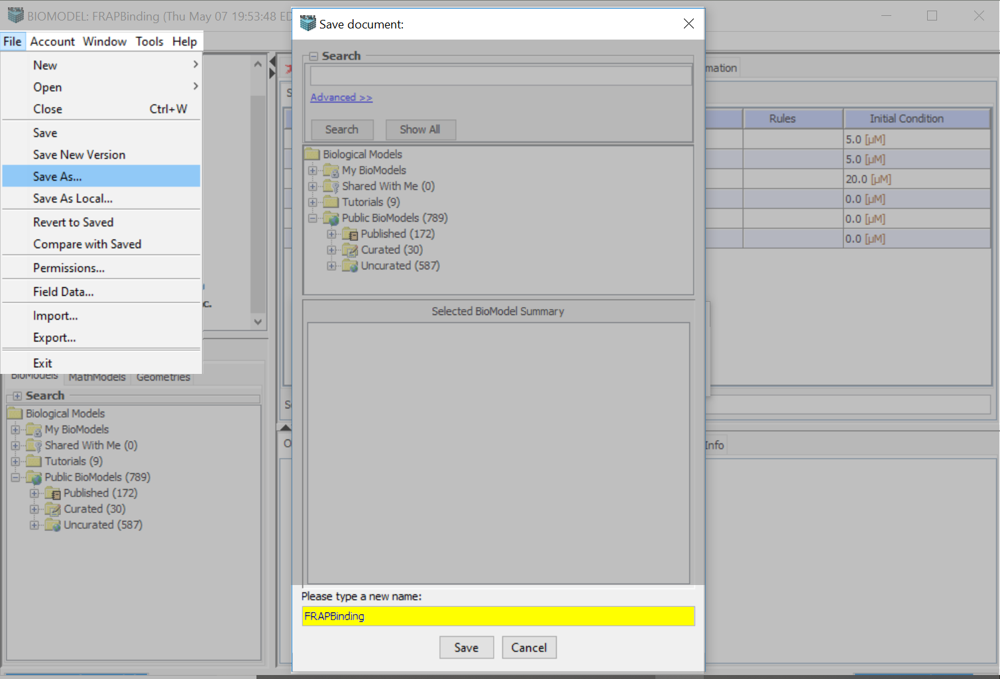 BIOMODEL: FRAPBinding (Thu May 07 19:53:48 ED
File Account Window Tools Help
New
Open
Close Ctrl+W
Save
Save New Version
Save As...
Save As Local...
Revert to Saved
Compare with Saved
Permissions...
Field Data...
Import...
Export...
Exit
BioModels MathModels Geometries
Search
Biological Models
My BioModels
Shared With Me (0)
Tutorials (9)
Public BioModels (789)
Published (172)
Curated (30)
Uncurated (587)
Save document:
Search
Advanced >>
Search Show All
Biological Models
My BioModels
Shared With Me (0)
Tutorials (9)
Public BioModels (789)
Published (172)
Curated (30)
Uncurated (587)
Selected BioModel Summary
Please type a new name:
FRAPBinding
Save Cancel
mation
Rules Initial Condition
5.0 [µM]
5.0 [µM]
20.0 [µM]
0.0 [µM]
0.0 [µM]
0.0 [µM]
Info